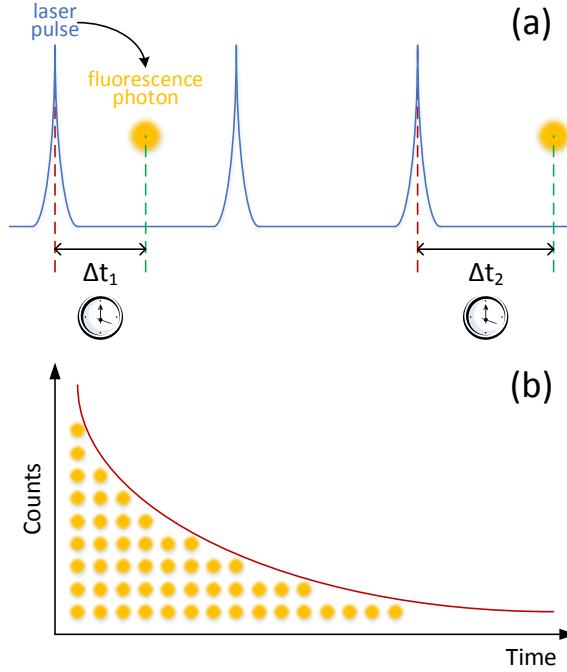 laser
pulse
(a)
fluorescence
photon
Δt₁
Δt₂
(b)
Counts
Time